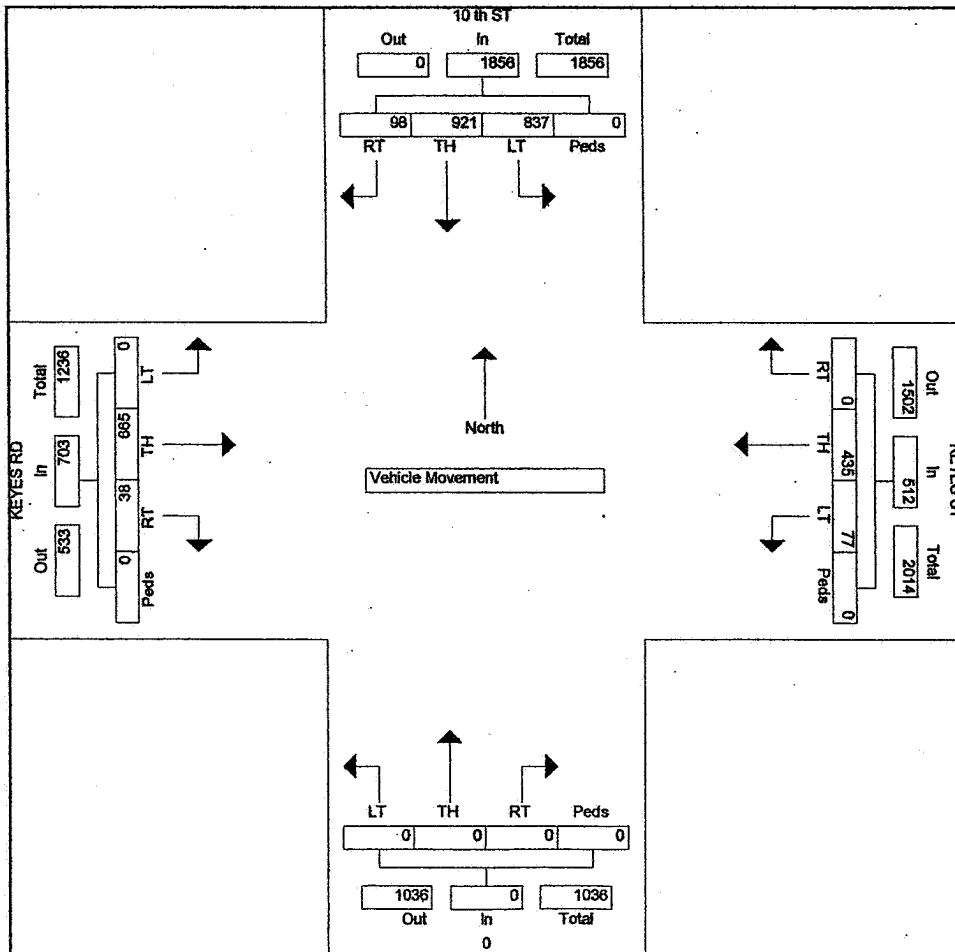 10 th ST
Out In Total
0 1856 1856
98 921 837 0
RT TH LT Peds
KEYES RD
Total In Out
1236 703 533
0 665 38 0
LT TH RT Peds
North
Vehicle Movement
RT TH LT Peds
0 435 77 0
Out In Total
1502 512 2014
LT TH RT Peds
0 0 0 0
1036 0 1036
Out In Total
0